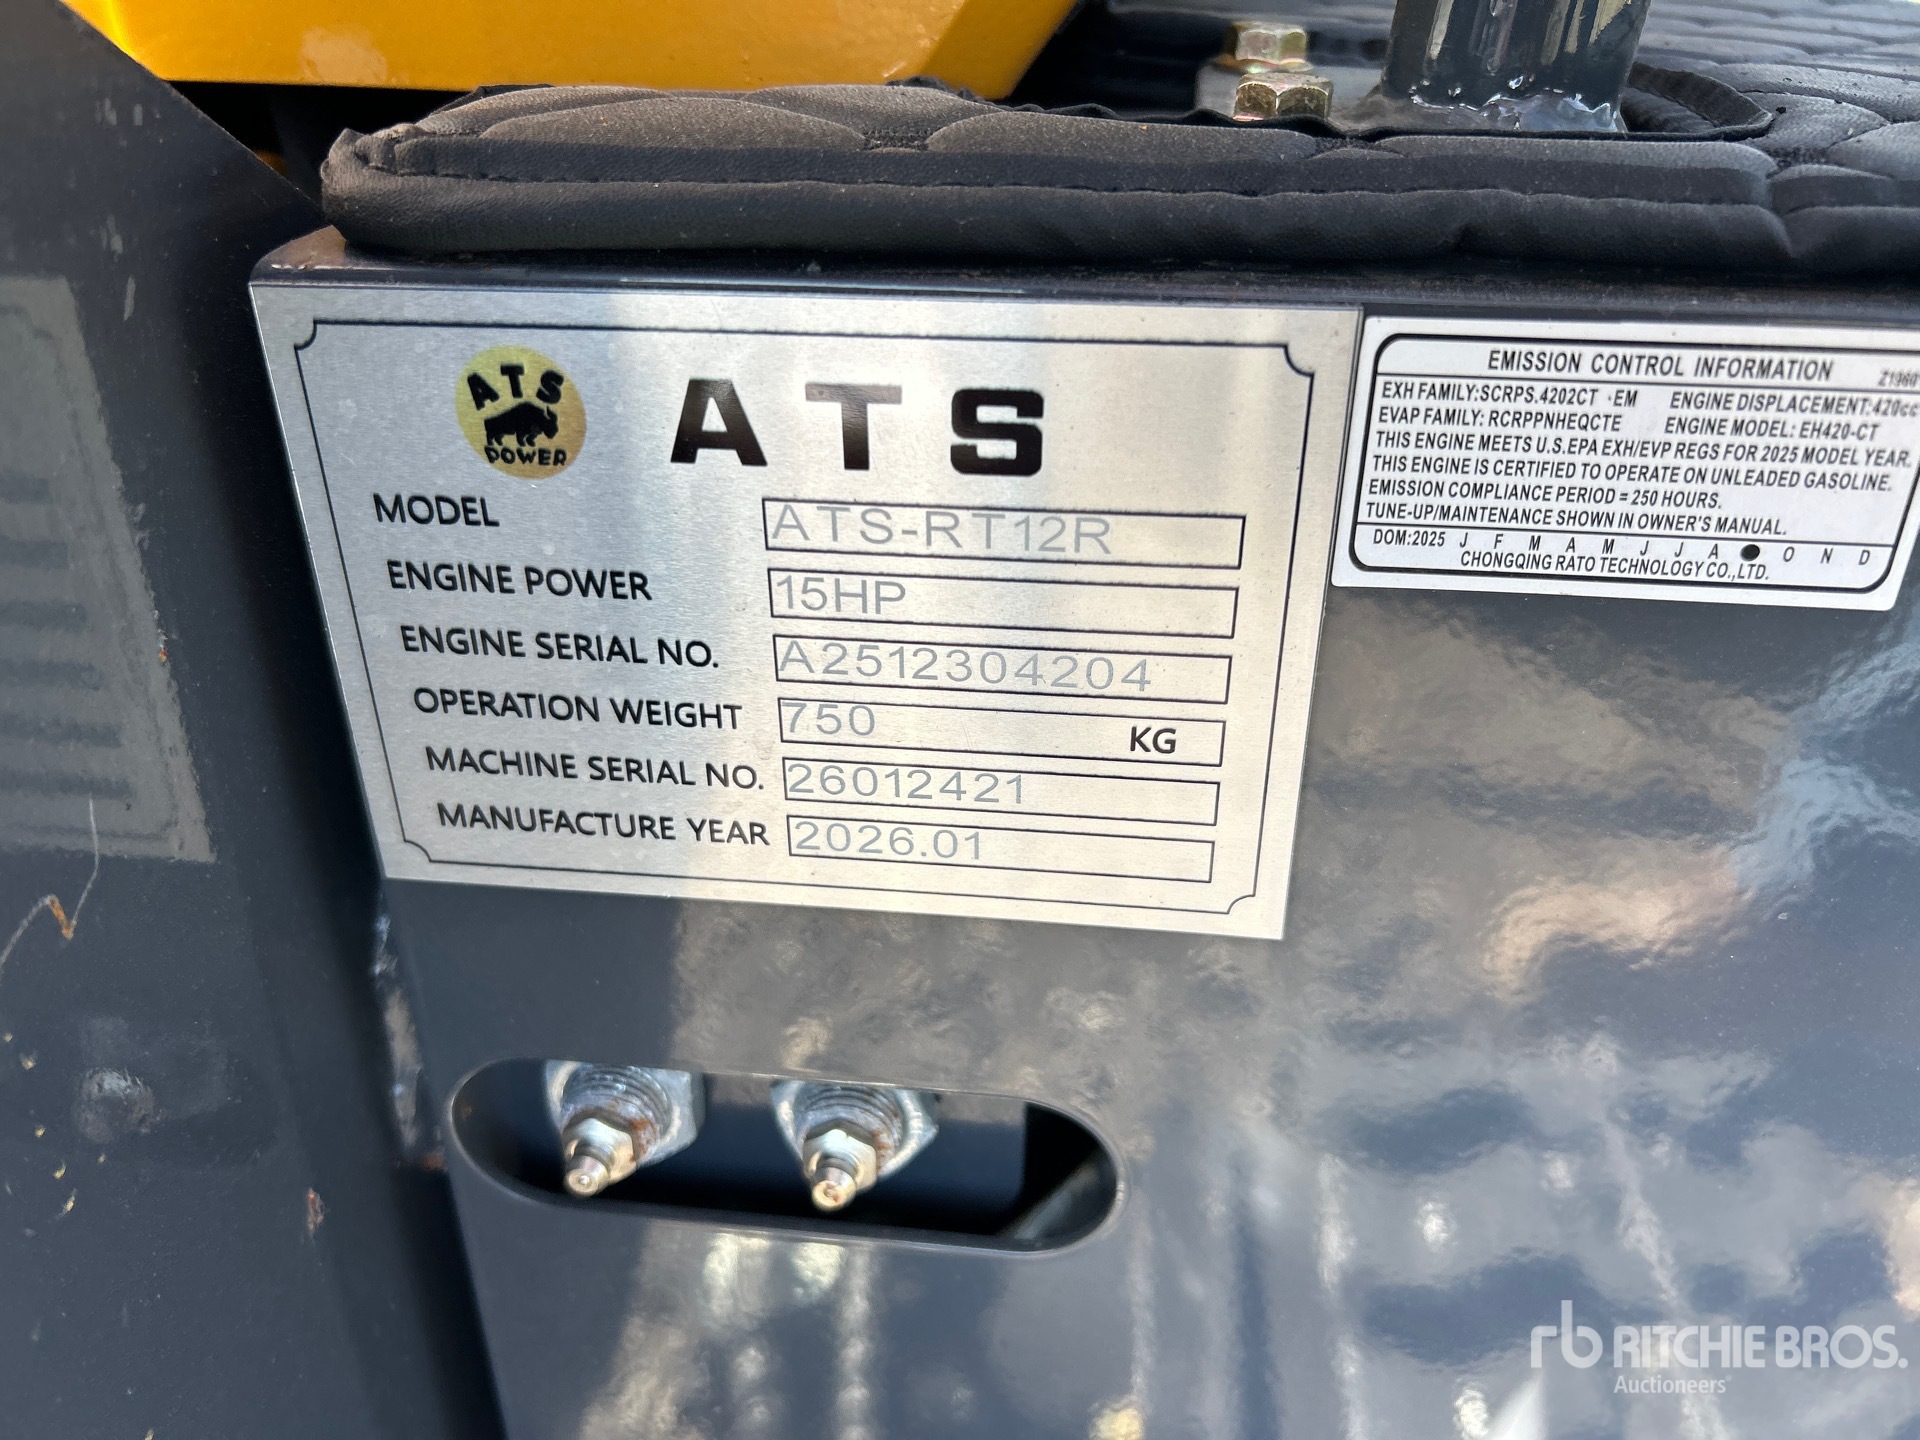 ATS
POWER
ATS
MODEL ATS-RT12R
ENGINE POWER 15HP
ENGINE SERIAL NO. A2512304204
OPERATION WEIGHT 750 KG
MACHINE SERIAL NO. 26012421
MANUFACTURE YEAR 2026.01
EMISSION CONTROL INFORMATION
EXH FAMILY:SCRPS.4202CT EM ENGINE DISPLACEMENT:420cc
EVAP FAMILY: RCRPPNHEQCTE ENGINE MODEL: EH420-CT
THIS ENGINE MEETS U.S.EPA EXH/EVP REGS FOR 2025 MODEL YEAR.
THIS ENGINE IS CERTIFIED TO OPERATE ON UNLEADED GASOLINE.
EMISSION COMPLIANCE PERIOD = 250 HOURS.
TUNE-UP/MAINTENANCE SHOWN IN OWNER'S MANUAL.
DOM:2025 J F M A M J J A ● O N D
CHONGQING RATO TECHNOLOGY CO.,LTD.
rb RITCHIE BROS.
Auctioneers